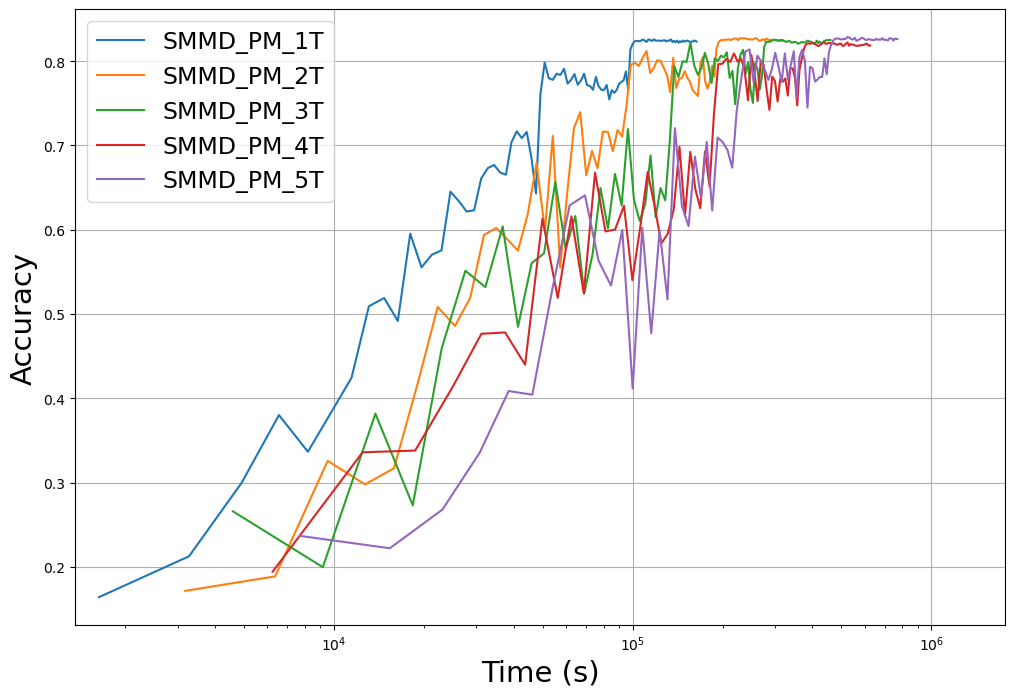 SMMD_PM_1T
SMMD_PM_2T
SMMD_PM_3T
SMMD_PM_4T
SMMD_PM_5T
0.8
0.7
0.6
0.5
0.4
0.3
0.2
Accuracy
10⁴ 10⁵ 10⁶
Time (s)